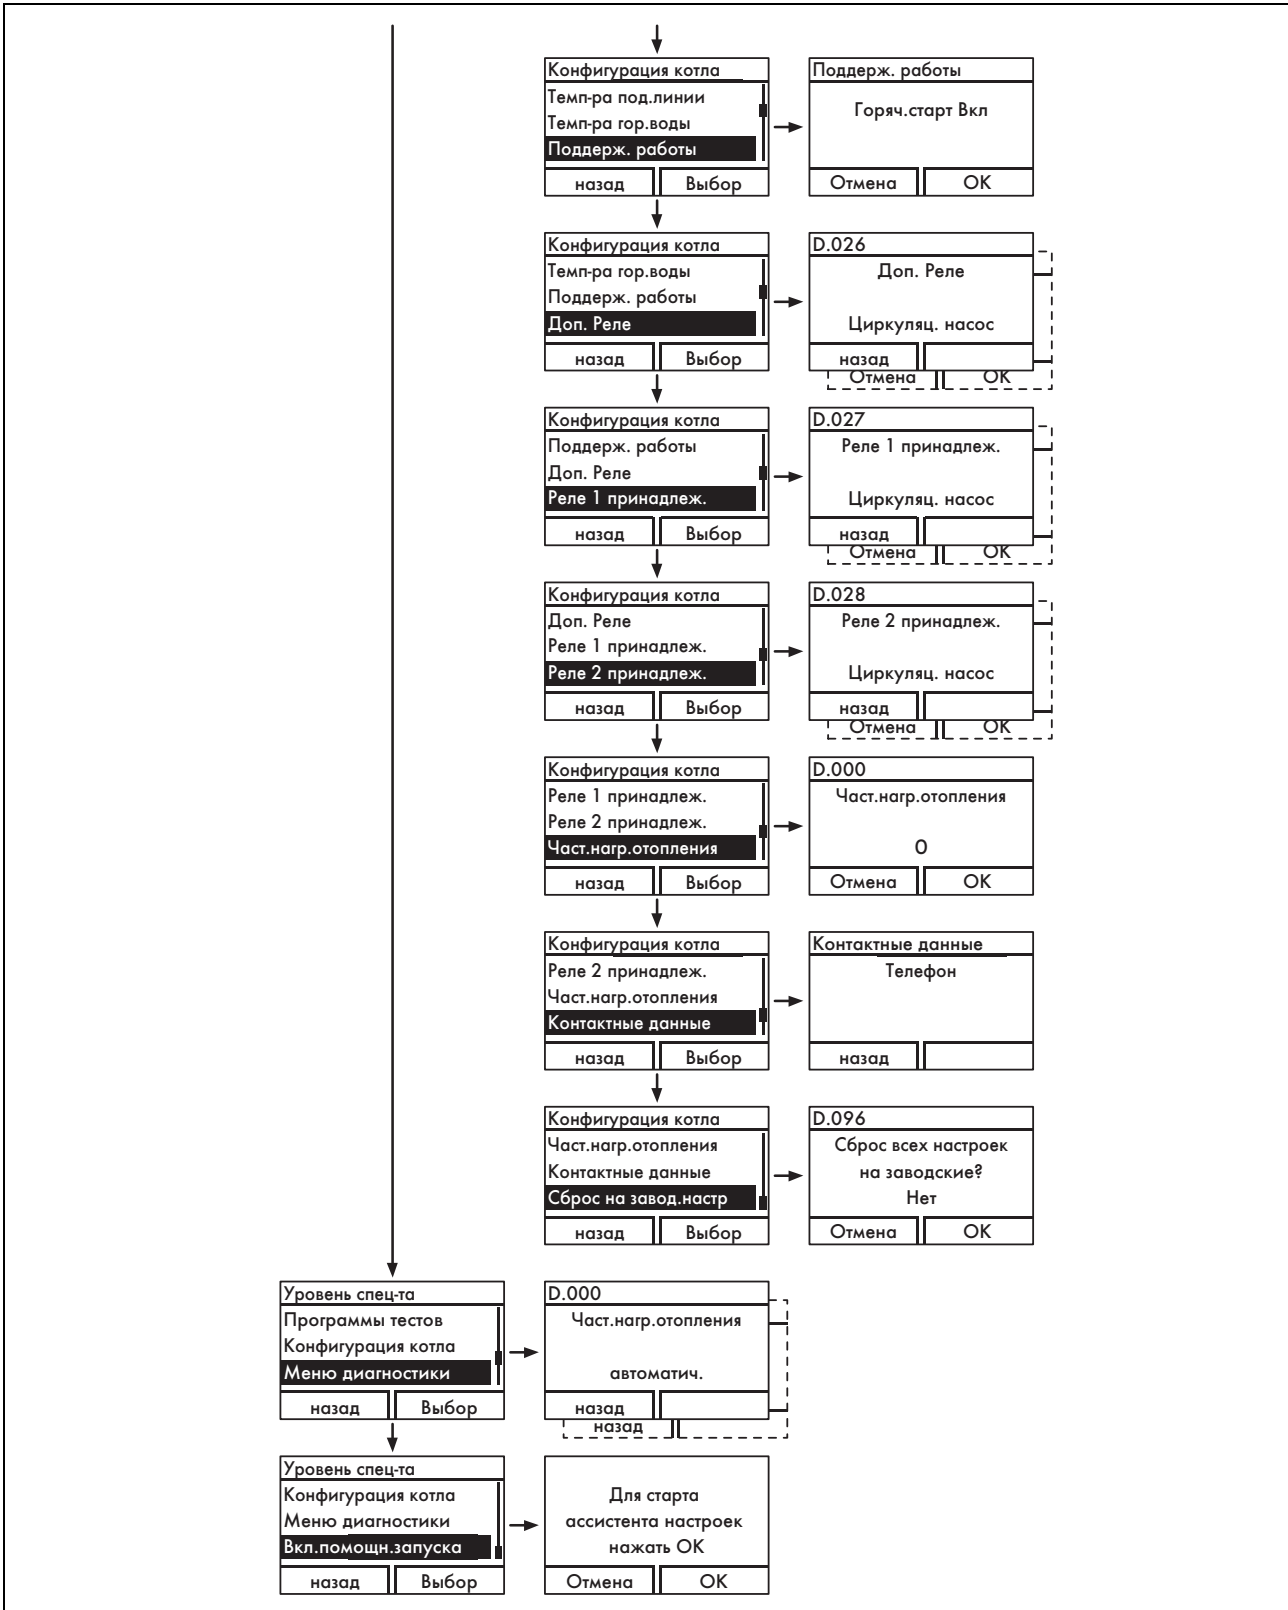 Конфигурация котла
Темп-ра под.линии
Темп-ра гор.воды
Поддерж. работы
назад Выбор
Поддерж. работы
Горяч.старт Вкл
Отмена OK
Конфигурация котла
Темп-ра гор.воды
Поддерж. работы
Доп. Реле
назад Выбор
D.026
Доп. Реле
Циркуляц. насос
назад
Отмена OK
Конфигурация котла
Поддерж. работы
Доп. Реле
Реле 1 принадлеж.
назад Выбор
D.027
Реле 1 принадлеж.
Циркуляц. насос
назад
Отмена OK
Конфигурация котла
Доп. Реле
Реле 1 принадлеж.
Реле 2 принадлеж.
назад Выбор
D.028
Реле 2 принадлеж.
Циркуляц. насос
назад
Отмена OK
Конфигурация котла
Реле 1 принадлеж.
Реле 2 принадлеж.
Част.нагр.отопления
назад Выбор
D.000
Част.нагр.отопления
0
Отмена OK
Конфигурация котла
Реле 2 принадлеж.
Част.нагр.отопления
Контактные данные
назад Выбор
Контактные данные
Телефон
назад
Конфигурация котла
Част.нагр.отопления
Контактные данные
Сброс на завод.настр
назад Выбор
D.096
Сброс всех настроек
на заводские?
Нет
Отмена OK
Уровень спец-та
Программы тестов
Конфигурация котла
Меню диагностики
назад Выбор
D.000
Част.нагр.отопления
автоматич.
назад
назад
Уровень спец-та
Конфигурация котла
Меню диагностики
Вкл.помощн.запуска
назад Выбор
Для старта
ассистента настроек
нажать OK
Отмена OK